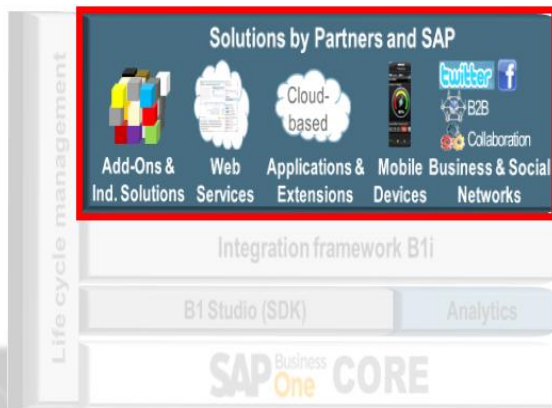 Life cycle management
Solutions by Partners and SAP
Cloud-
based
twitter f
B2B
Collaboration
Add-Ons &
Ind. Solutions
Web
Services
Applications &
Extensions
Mobile
Devices
Business & Social
Networks
Integration framework B1i
B1 Studio (SDK)
Analytics
SAP Business One CORE